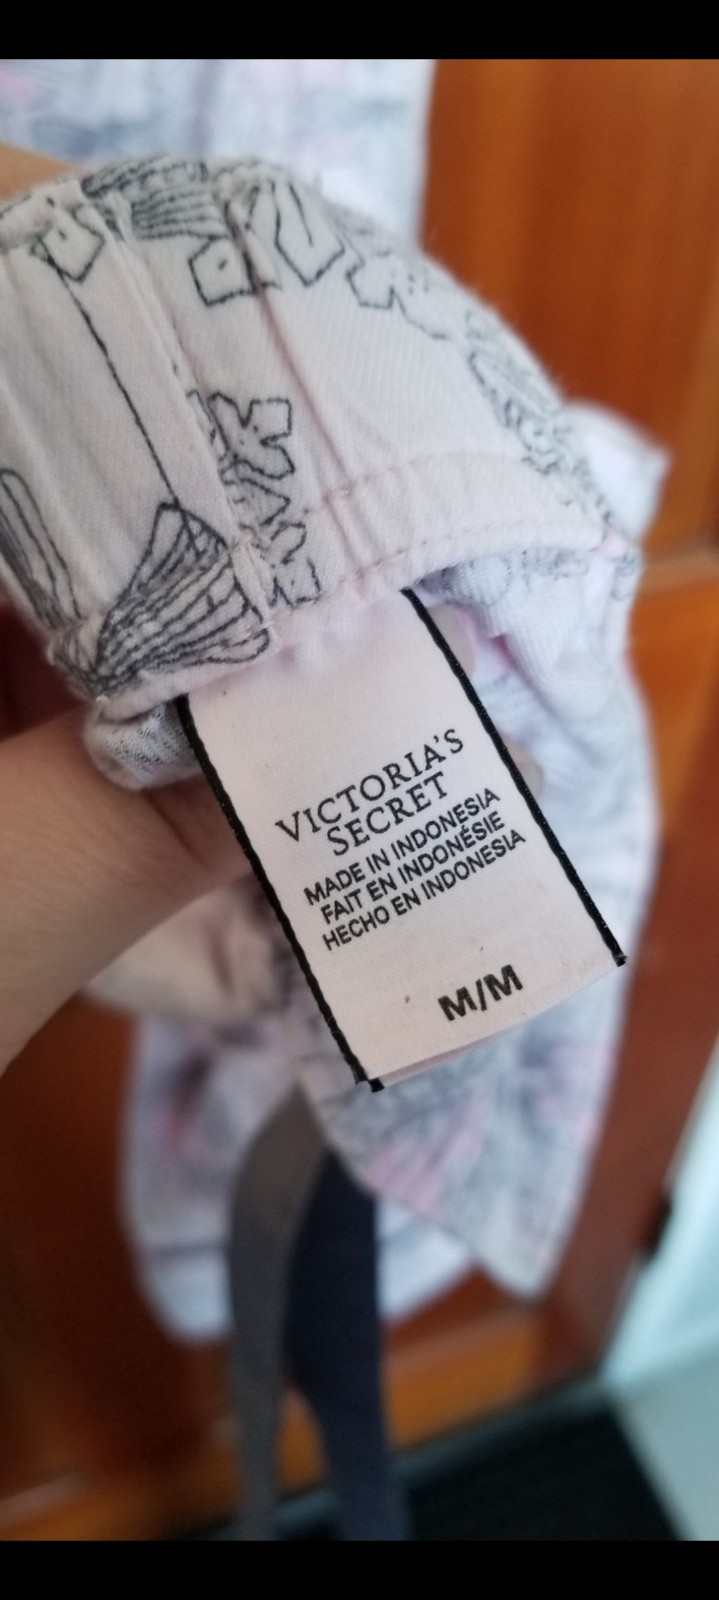 VICTORIA'S
SECRET
MADE IN INDONESIA
FAIT EN INDONÉSIE
HECHO EN INDONESIA
M/M